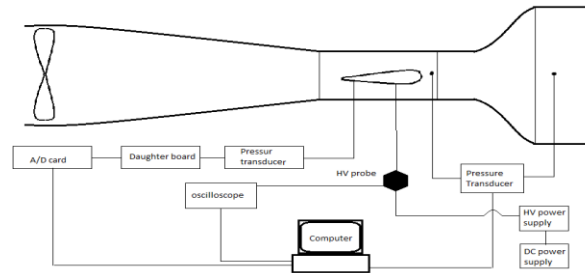 A/D card
Daughter board
Pressur
transducer
HV probe
Pressure
Transducer
oscilloscope
HV power
supply
Computer
DC power
supply